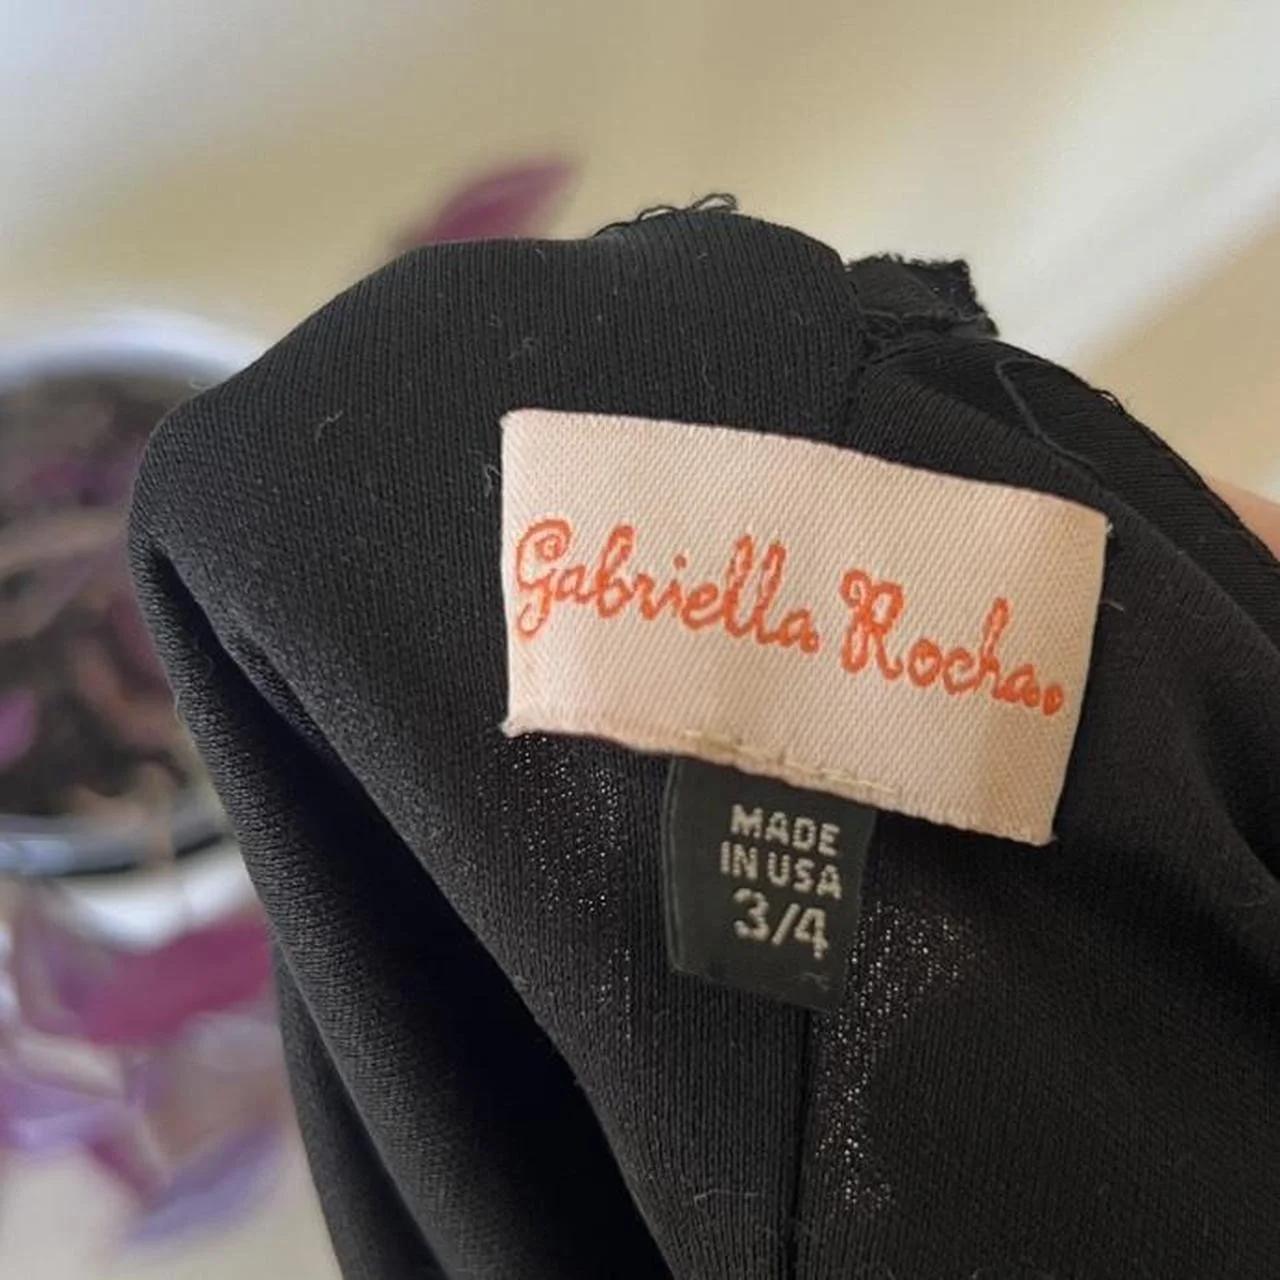 Gabriella Rocha.
MADE
IN USA
3/4